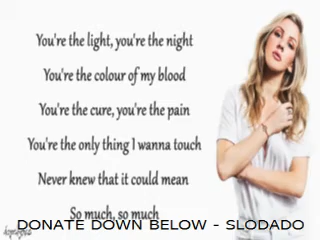 You're the light, you're the night
You're the colour of my blood
You're the cure, you're the pain
You're the only thing I wanna touch
Never knew that it could mean
So much, so much
DONATE DOWN BELOW - SLODADO